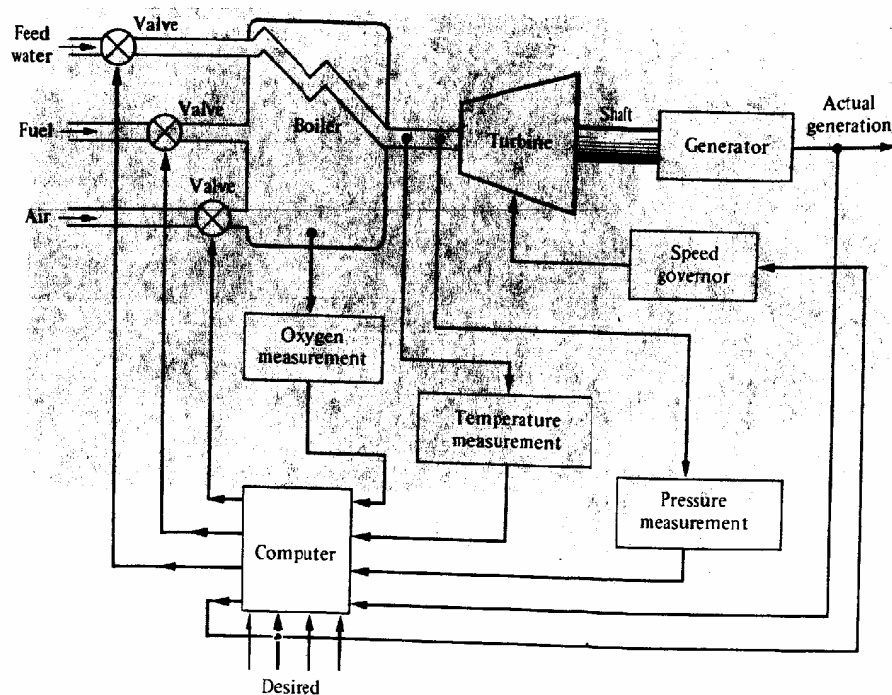 Feed
water
Valve
Fuel
Valve
Boiler
Air
Valve
Turbine
Shaft
Generator
Actual
generation
Speed
governor
Oxygen
measurement
Temperature
measurement
Pressure
measurement
Computer
Desired